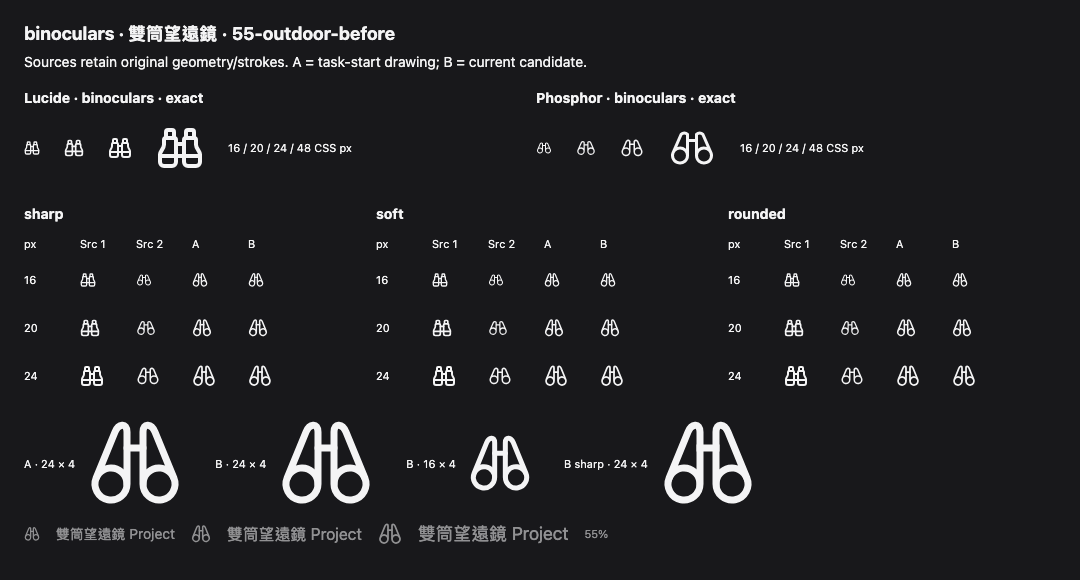 binoculars · 雙筒望遠鏡 · 55-outdoor-before
Sources retain original geometry/strokes. A = task-start drawing; B = current candidate.
Lucide · binoculars · exact
Phosphor · binoculars · exact
16 / 20 / 24 / 48 CSS px
16 / 20 / 24 / 48 CSS px
sharp
soft
rounded
px Src 1 Src 2 A B
px Src 1 Src 2 A B
px Src 1 Src 2 A B
16
16
16
20
20
20
24
24
24
A · 24 × 4
B · 24 × 4
B · 16 × 4
B sharp · 24 × 4
雙筒望遠鏡 Project
雙筒望遠鏡 Project
雙筒望遠鏡 Project
55%